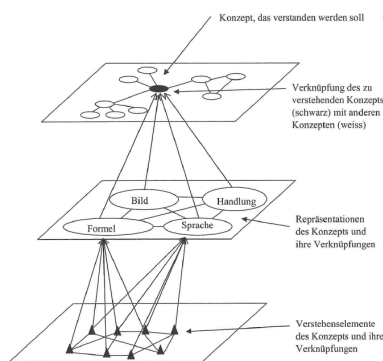 Konzept, das verstanden werden soll
Verknüpfung des zu
verstehenden Konzepts
(schwarz) mit anderen
Konzepten (weiss)
Bild
Handlung
Formel
Sprache
Repräsentationen
des Konzepts und
ihre Verknüpfungen
Verstehenselemente
des Konzepts und ihre
Verknüpfungen